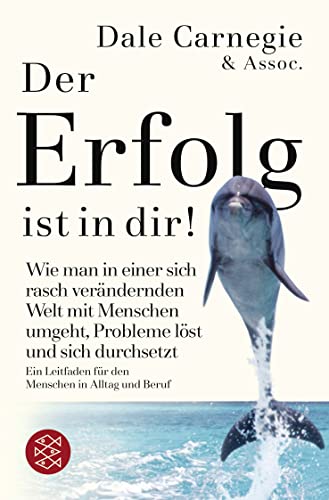 Dale Carnegie
& Assoc.
Der
Erfolg
ist in dir!
Wie man in einer sich
rasch verändernden
Welt mit Menschen
umgeht, Probleme löst
und sich durchsetzt
Ein Leitfaden für den
Menschen in Alltag und Beruf